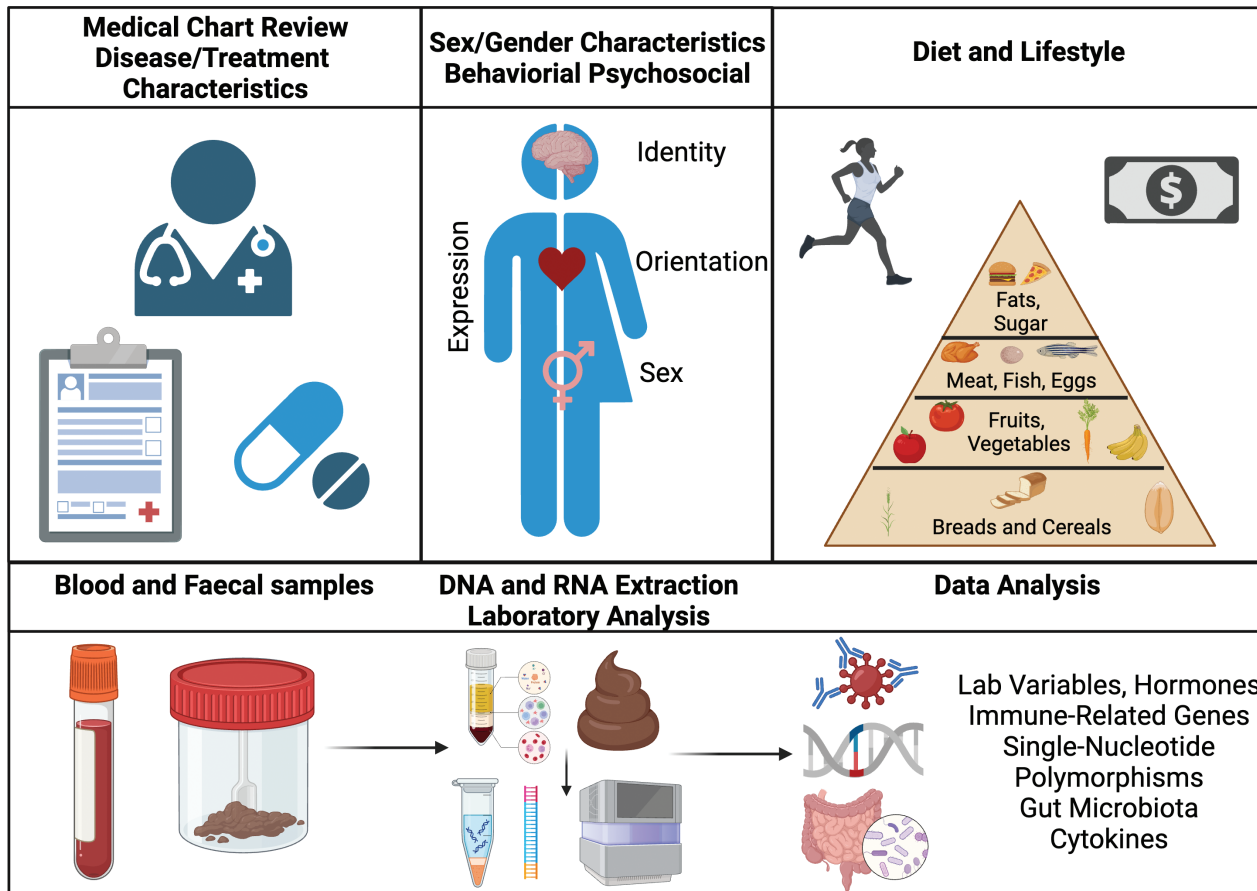 Medical Chart Review
Disease/Treatment
Characteristics
Sex/Gender Characteristics
Behaviorial Psychosocial
Diet and Lifestyle
Identity
Orientation
Expression
Sex
$
Fats,
Sugar
Meat, Fish, Eggs
Fruits,
Vegetables
Breads and Cereals
Blood and Faecal samples
DNA and RNA Extraction
Laboratory Analysis
Data Analysis
Lab Variables, Hormones
Immune-Related Genes
Single-Nucleotide
Polymorphisms
Gut Microbiota
Cytokines